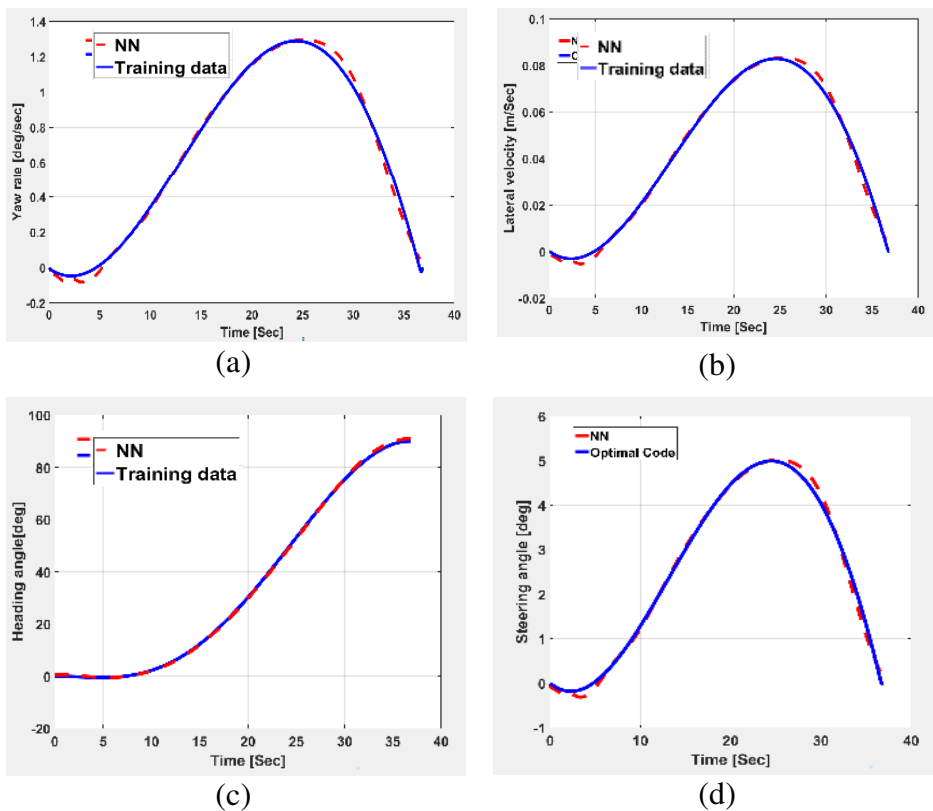 1.4
1.2
1
0.8
0.6
0.4
0.2
0
-0.2
Yaw rate [deg/sec]
NN
Training data
0 5 10 15 20 25 30 35 40
Time [Sec]
(a)
0.1
0.08
0.06
0.04
0.02
0
-0.02
Lateral velocity [m/Sec]
N
NN
Training data
0 5 10 15 20 25 30 35 40
Time [Sec]
(b)
100
80
60
40
20
0
-20
Heading angle[deg]
NN
Training data
0 5 10 15 20 25 30 35 40
Time [Sec]
(c)
6
5
4
3
2
1
0
-1
Steering angle [deg]
NN
Optimal Code
0 10 20 30 40
Time [Sec]
(d)